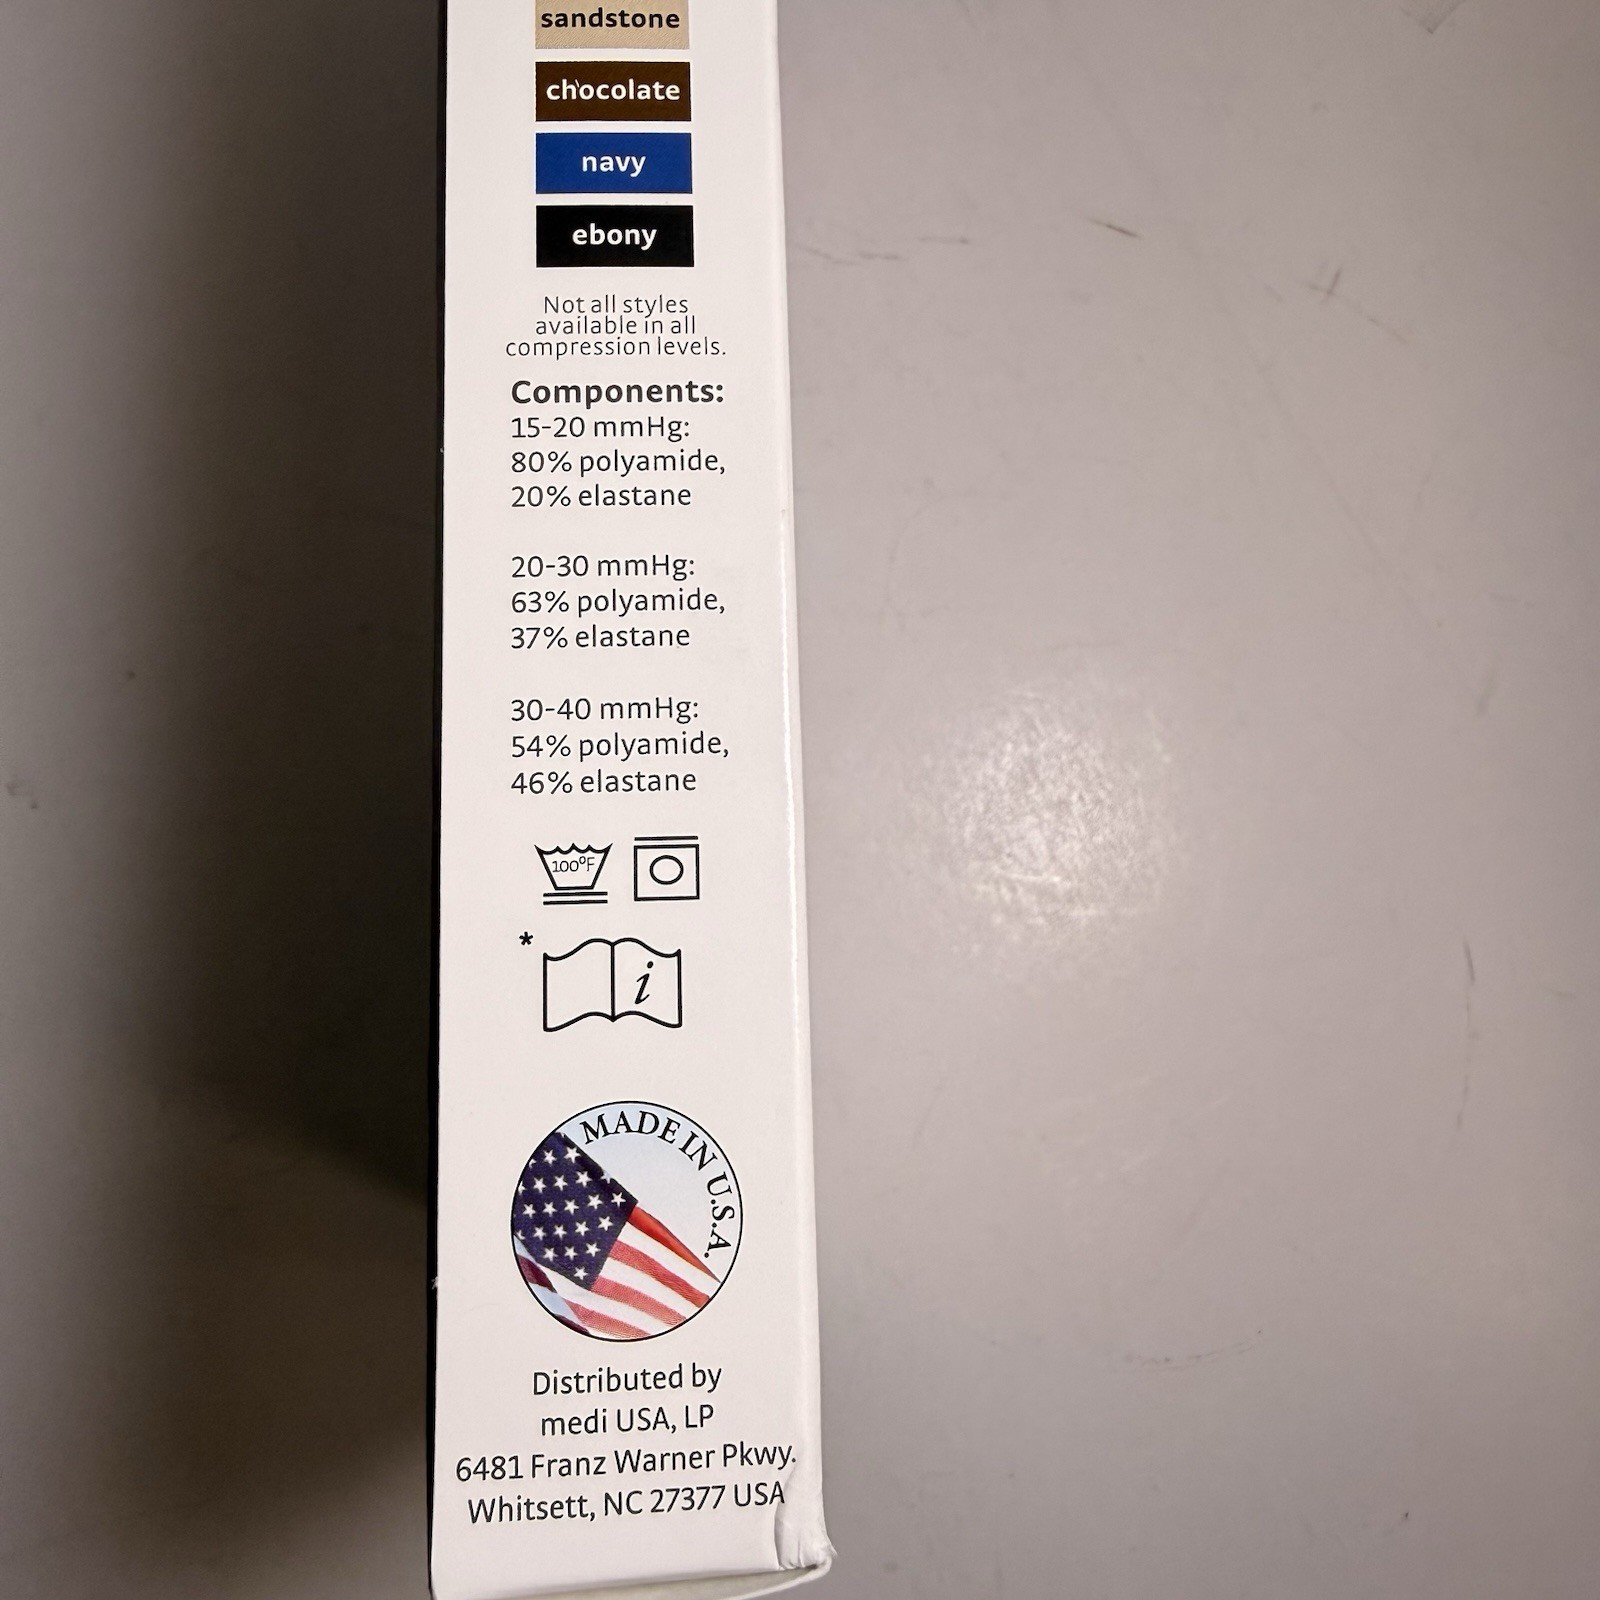 sandstone
chocolate
navy
ebony
Not all styles
available in all
compression levels.
Components:
15-20 mmHg:
80% polyamide,
20% elastane
20-30 mmHg:
63% polyamide,
37% elastane
30-40 mmHg:
54% polyamide,
46% elastane
100°F
*
i
MADE IN U.S.A.
Distributed by
medi USA, LP
6481 Franz Warner Pkwy.
Whitsett, NC 27377 USA